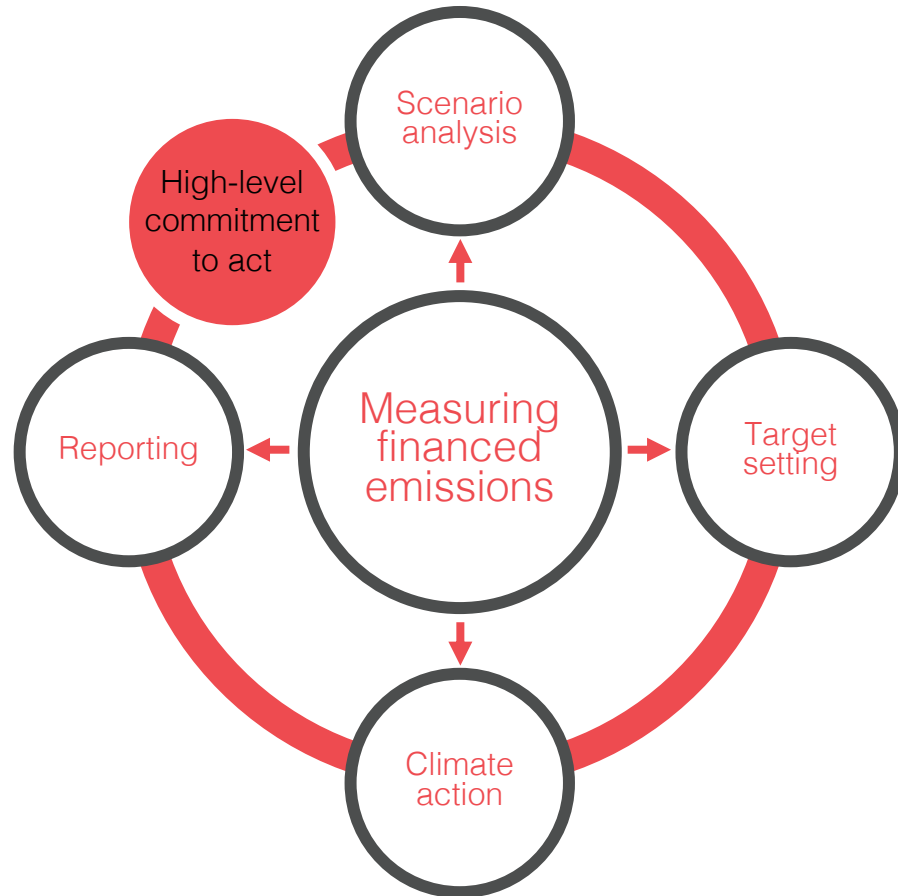 Scenario
analysis
High-level
commitment
to act
Measuring
financed
emissions
Reporting
Target
setting
Climate
action